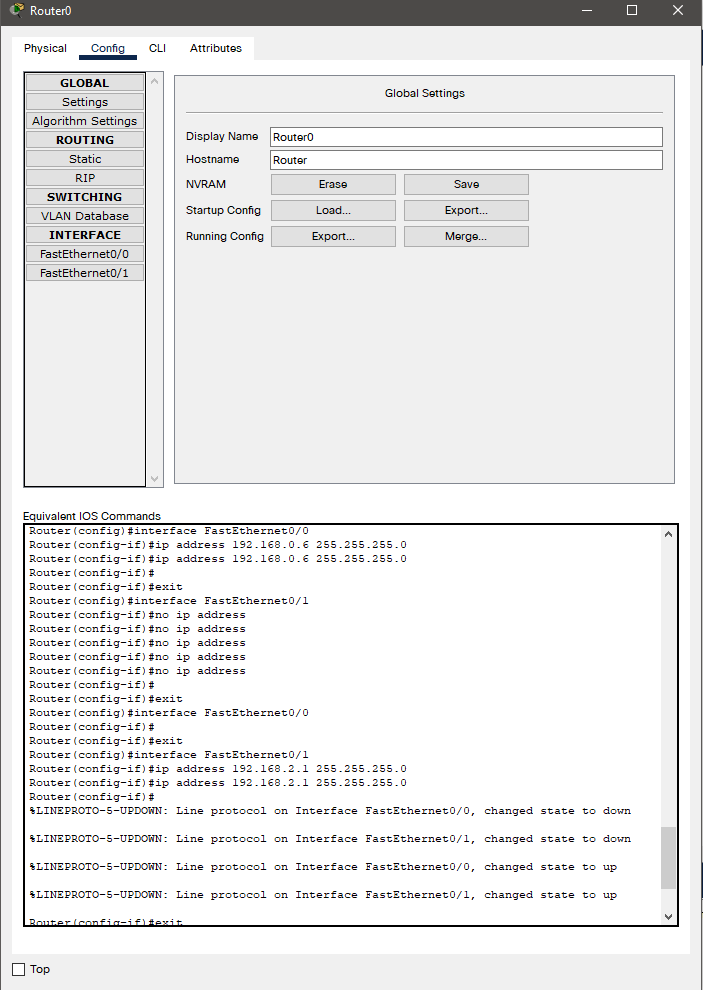 Router0
Physical Config CLI Attributes
GLOBAL
Settings
Algorithm Settings
ROUTING
Static
RIP
SWITCHING
VLAN Database
INTERFACE
FastEthernet0/0
FastEthernet0/1
Global Settings
Display Name Router0
Hostname Router
NVRAM Erase Save
Startup Config Load... Export...
Running Config Export... Merge...
Equivalent IOS Commands
Router(config)#interface FastEthernet0/0
Router(config-if)#ip address 192.168.0.6 255.255.255.0
Router(config-if)#ip address 192.168.0.6 255.255.255.0
Router(config-if)#
Router(config-if)#exit
Router(config)#interface FastEthernet0/1
Router(config-if)#no ip address
Router(config-if)#no ip address
Router(config-if)#no ip address
Router(config-if)#no ip address
Router(config-if)#no ip address
Router(config-if)#
Router(config-if)#exit
Router(config)#interface FastEthernet0/0
Router(config-if)#
Router(config-if)#exit
Router(config)#interface FastEthernet0/1
Router(config-if)#ip address 192.168.2.1 255.255.255.0
Router(config-if)#ip address 192.168.2.1 255.255.255.0
Router(config-if)#
%LINEPROTO-5-UPDOWN: Line protocol on Interface FastEthernet0/0, changed state to down
%LINEPROTO-5-UPDOWN: Line protocol on Interface FastEthernet0/1, changed state to down
%LINEPROTO-5-UPDOWN: Line protocol on Interface FastEthernet0/0, changed state to up
%LINEPROTO-5-UPDOWN: Line protocol on Interface FastEthernet0/1, changed state to up
Router(config-if)#exit
Top